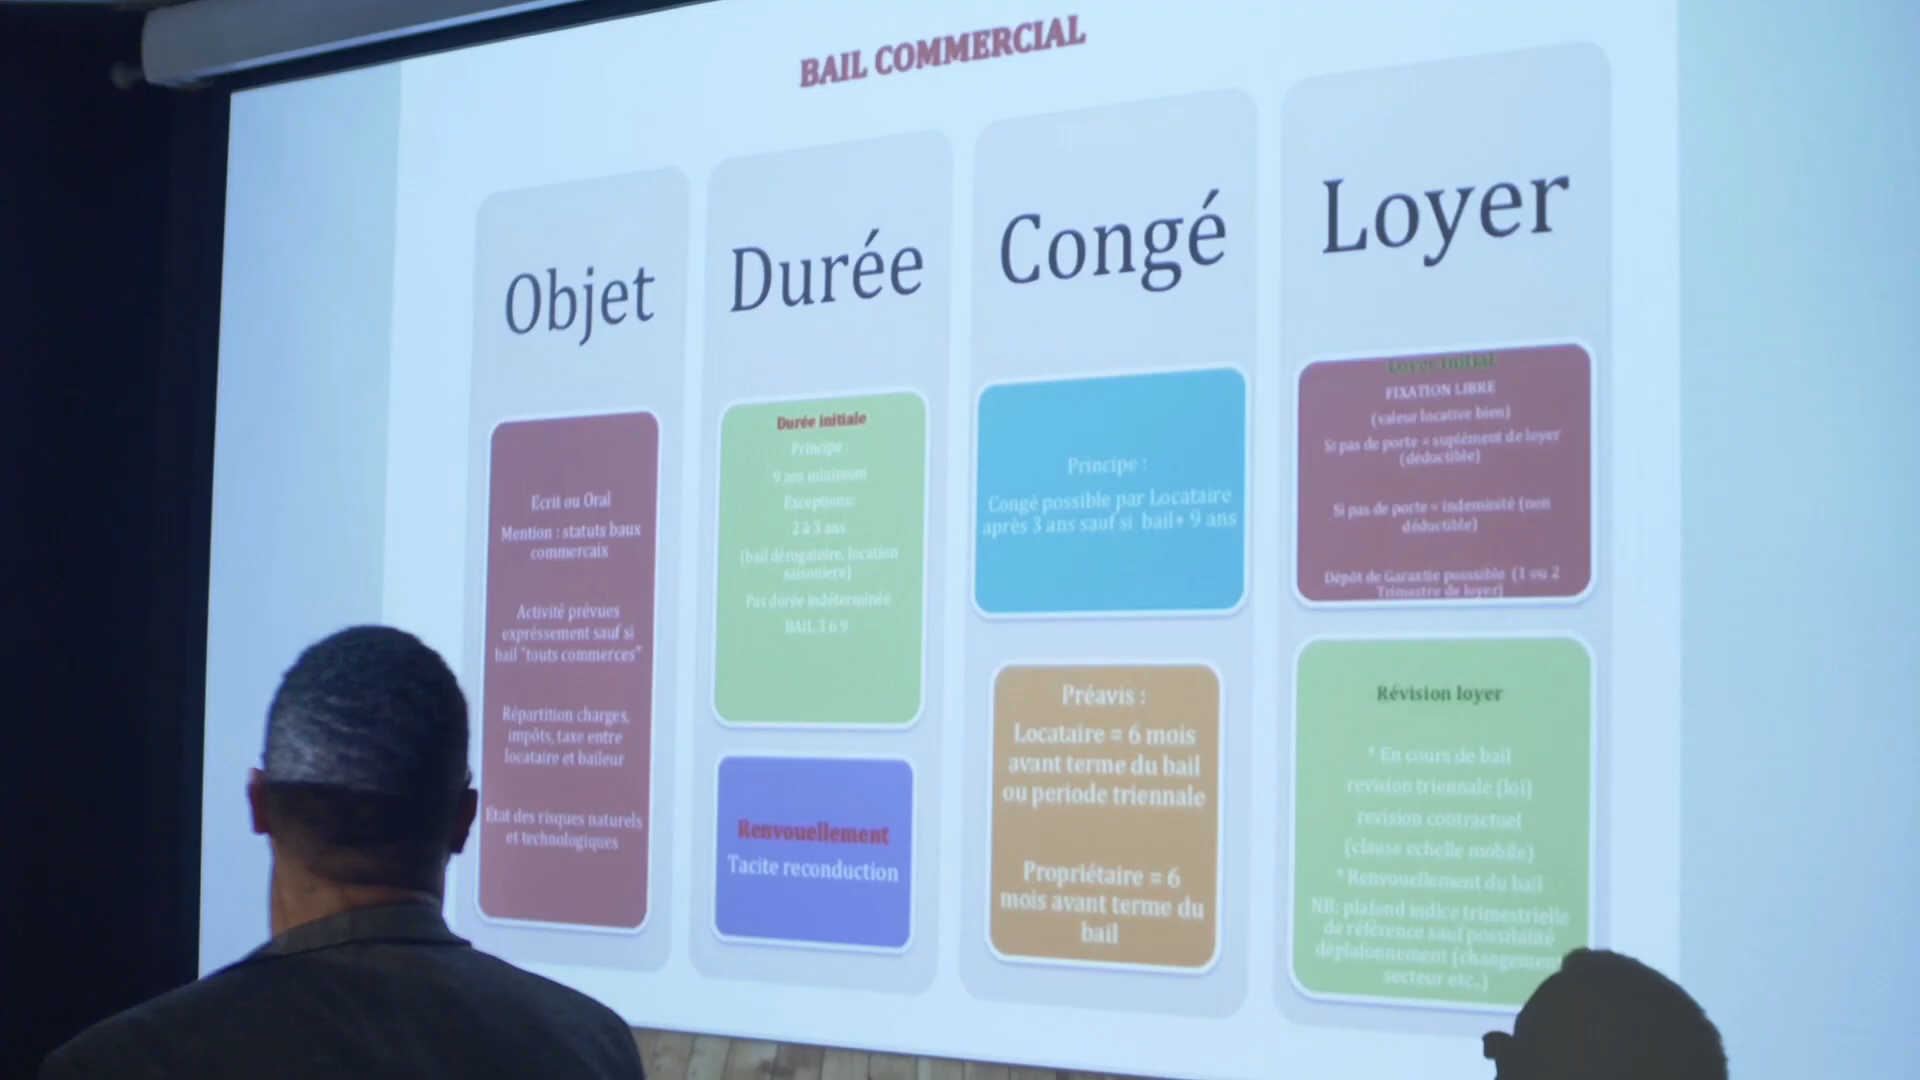 BAIL COMMERCIAL
Objet
Ecrit ou Oral
Mention : statuts baux
commercaix
Activité prévues
expréssement sauf si
bail "touts commerces"
Répartition charges,
impôts, taxe entre
locataire et baileur
Etat des risques naturels
et technologiques
Durée
Durée initiale
Principe :
9 ans minimum
Exceptions:
2 à 3 ans
(bail dérogatoire, location
saisoniere)
Pas durée indéterminée
BAIL 3 6 9
Renvouellement
Tacite reconduction
Congé
Principe :
Congé possible par Locataire
après 3 ans sauf si bail+ 9 ans
Préavis :
Locataire = 6 mois
avant terme du bail
ou periode triennale
Propriétaire = 6
mois avant terme du
bail
Loyer
Loyer initial
FIXATION LIBRE
(valeur locative bien)
Si pas de porte = suplément de loyer
(déductible)
Si pas de porte = indeminité (non
déductible)
Dépôt de Garantie posssible (1 ou 2
Trimestre de loyer)
Révision loyer
* En cours de bail
revision triennale (loi)
revision contractuel
(clause echelle mobile)
* Renvouellement du bail
NB: plafond indice trimestrielle
de référence sauf possibilité
déplafonnement (changement
secteur etc..)